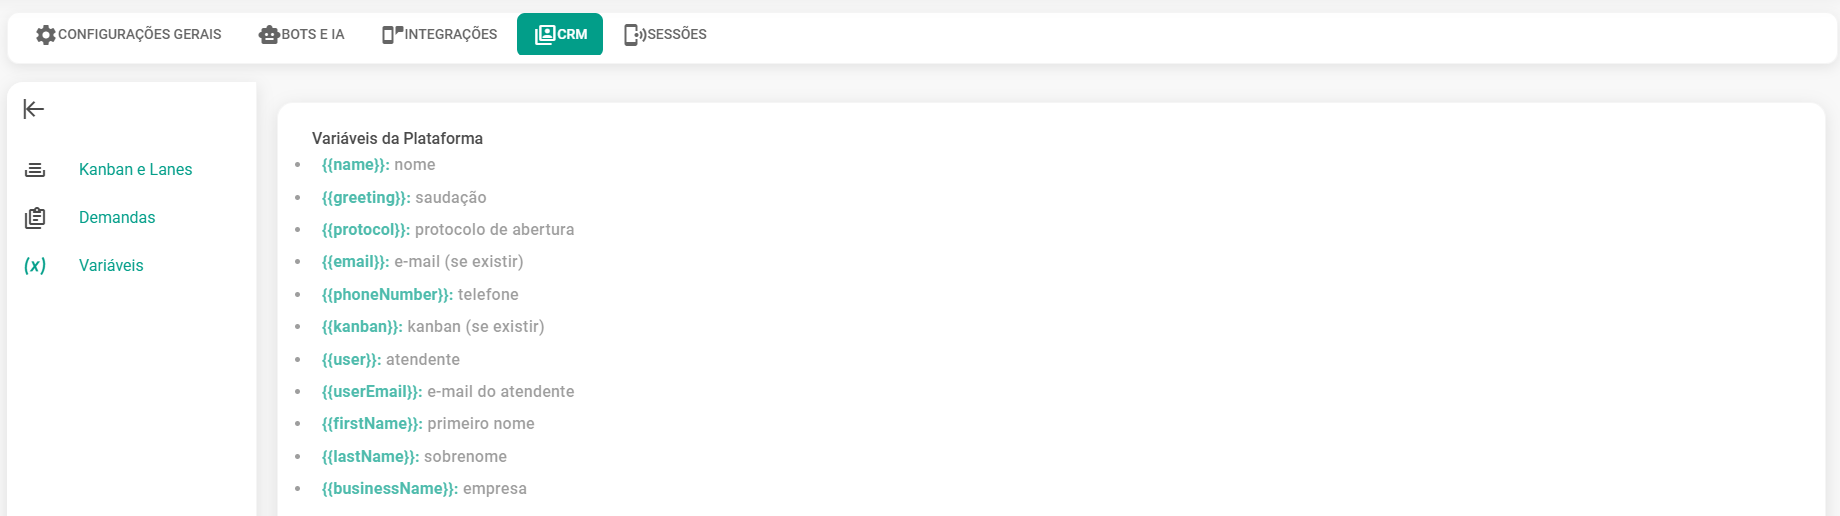 CONFIGURAÇÕES GERAIS
BOTS E IA
INTEGRAÇÕES
CRM
SESSÕES
Kanban e Lanes
Demandas
(x) Variáveis
Variáveis da Plataforma
• {{name}}: nome
• {{greeting}}: saudação
• {{protocol}}: protocolo de abertura
• {{email}}: e-mail (se existir)
• {{phoneNumber}}: telefone
• {{kanban}}: kanban (se existir)
• {{user}}: atendente
• {{userEmail}}: e-mail do atendente
• {{firstName}}: primeiro nome
• {{lastName}}: sobrenome
• {{businessName}}: empresa